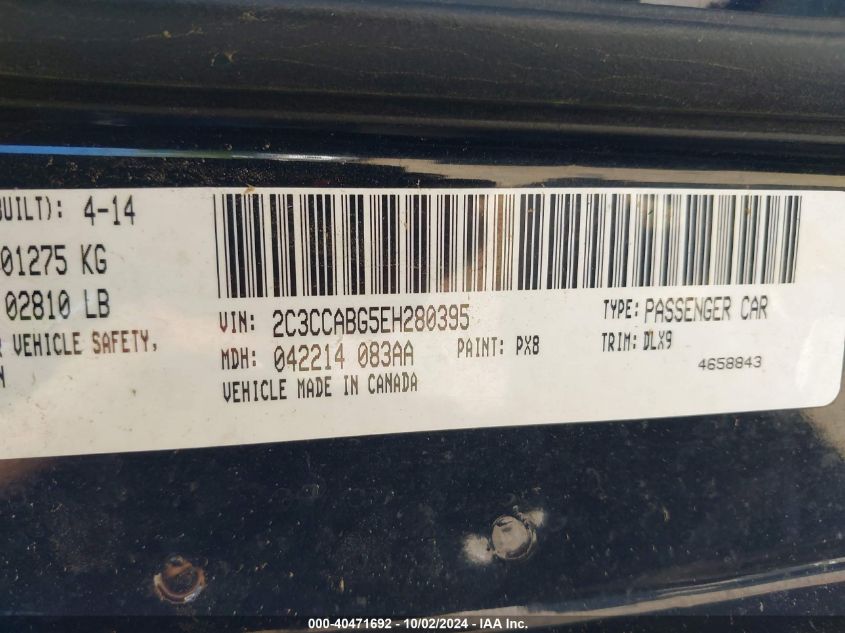 BUILT): 4-14
01275 KG
02810 LB
VEHICLE SAFETY,
N
VIN: 2C3CCABG5EH280395
TYPE: PASSENGER CAR
MDH: 042214 083AA
PAINT: PX8
TRIM: DLX9
VEHICLE MADE IN CANADA
4658843
000-40471692 - 10/02/2024 - IAA Inc.